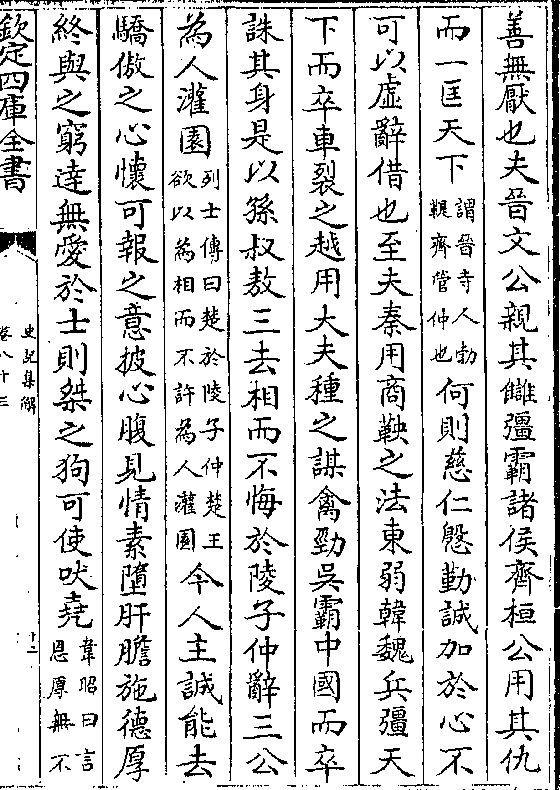 善無厭也夫晉文公親其讎彊霸諸侯齊桓公用其仇
而一匡天下謂晉寺人勃鞮齊管仲也何則慈仁慇勤誠加於心不
可以虛辭借也至夫秦用商鞅之法東弱韓魏兵彊天
下而卒車裂之越用大夫種之謀禽勁吳霸中國而卒
誅其身是以孫叔敖三去相而不悔於陵子仲辭三公
為人灌園列士傳曰楚於陵子仲楚王欲以為相而不許為人灌園今人主誠能去
驕傲之心懷可報之意披心腹見情素墮肝膽施德厚
終與之窮達無愛於士則桀之狗可使吠堯韋昭曰言恩厚無不
欽定四庫全書
史記集解
卷八十三
十二